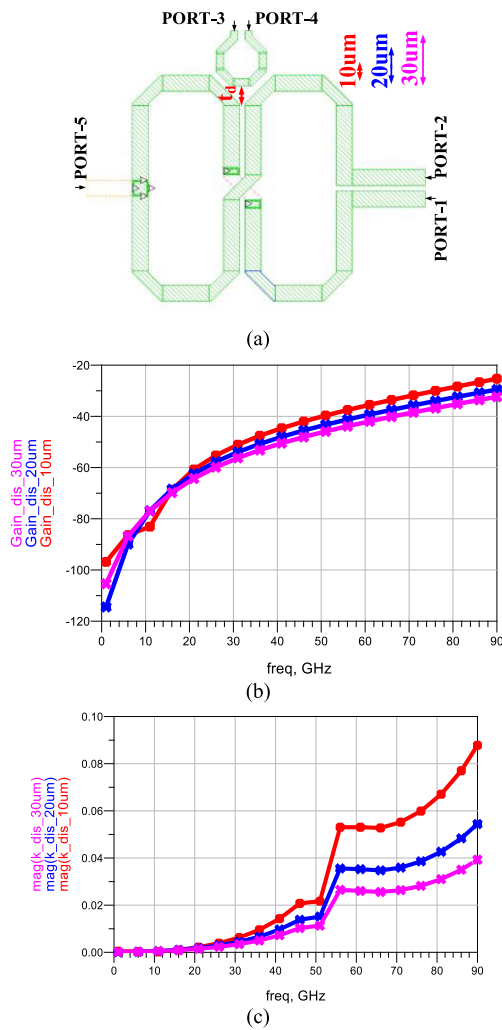 PORT-3 PORT-4
10um
20um
30um
t_d
PORT-5
PORT-2
PORT-1
(a)
Gain_dis_30um
Gain_dis_20um
Gain_dis_10um
-20
-40
-60
-80
-100
-120
0 10 20 30 40 50 60 70 80 90
freq, GHz
(b)
mag(k_dis_30um)
mag(k_dis_20um)
mag(k_dis_10um)
0.10
0.08
0.06
0.04
0.02
0.00
0 10 20 30 40 50 60 70 80 90
freq, GHz
(c)